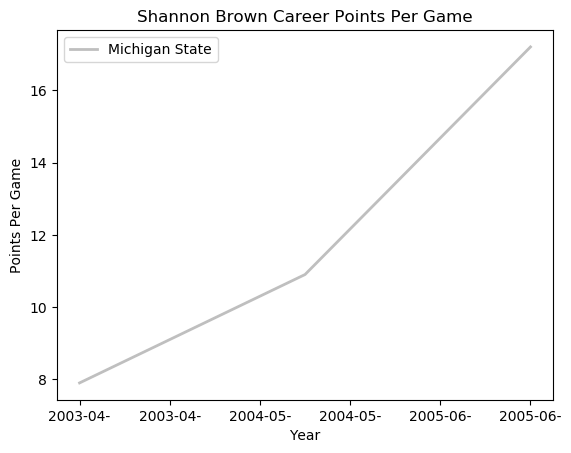 Shannon Brown Career Points Per Game
Michigan State
Points Per Game
16
14
12
10
8
2003-04- 2003-04- 2004-05- 2004-05- 2005-06- 2005-06-
Year